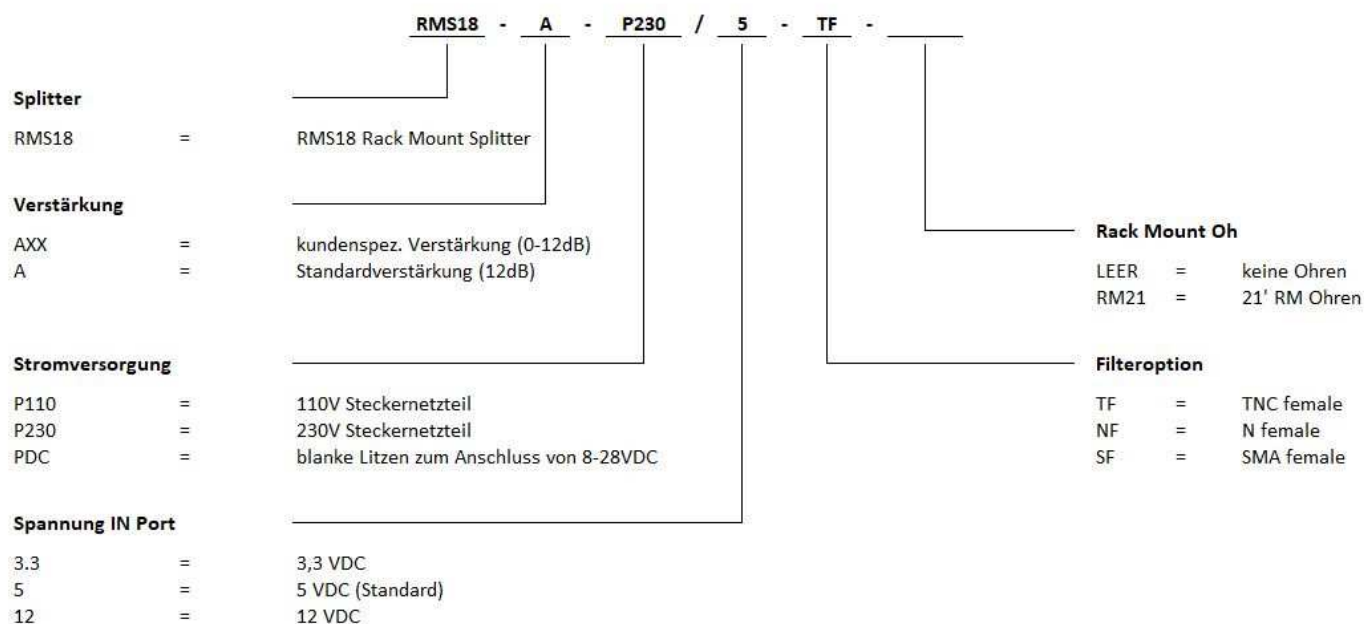 RMS18 - A - P230 / 5 - TF -
Splitter
RMS18 = RMS18 Rack Mount Splitter
Verstärkung
AXX = kundenspez. Verstärkung (0-12dB)
A = Standardverstärkung (12dB)
Rack Mount Oh
LEER = keine Ohren
RM21 = 21' RM Ohren
Stromversorgung
P110 = 110V Steckernetzteil
P230 = 230V Steckernetzteil
PDC = blanke Litzen zum Anschluss von 8-28VDC
Filteroption
TF = TNC female
NF = N female
SF = SMA female
Spannung IN Port
3.3 = 3,3 VDC
5 = 5 VDC (Standard)
12 = 12 VDC